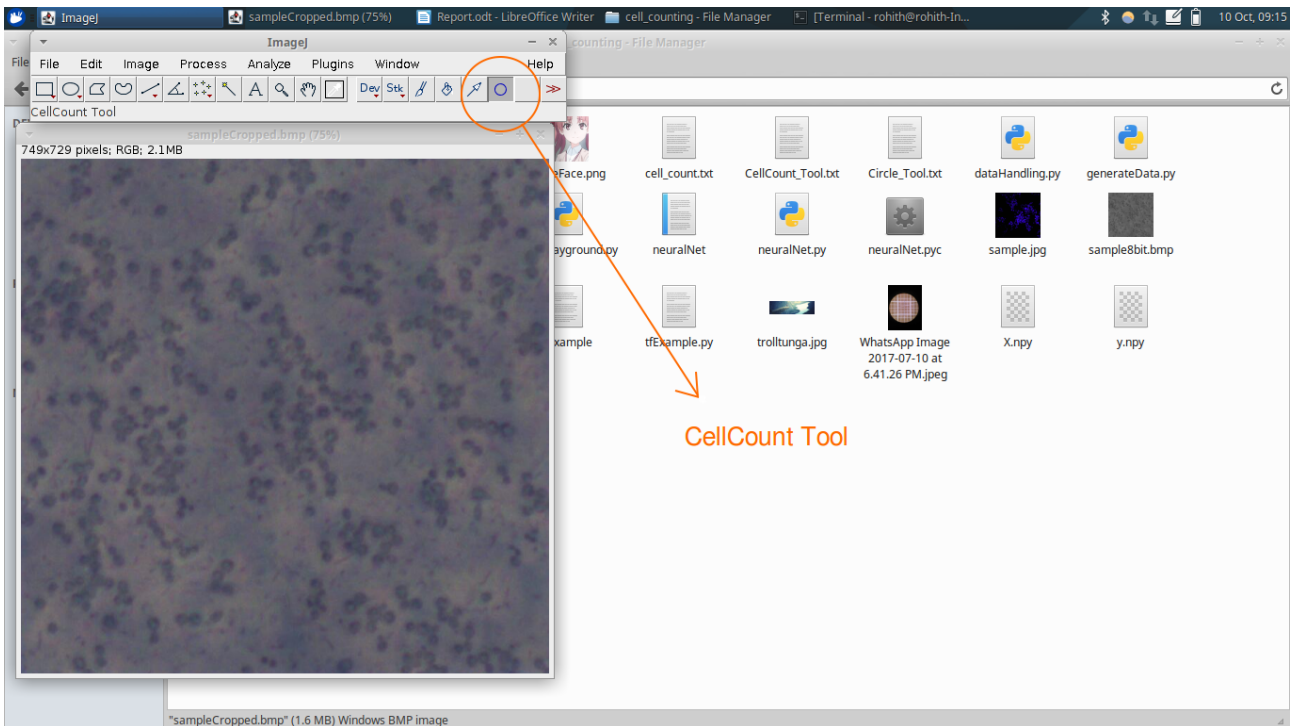 ImageJ
sampleCropped.bmp (75%)
Report.odt - LibreOffice Writer
cell_counting - File Manager
[Terminal - rohith@rohith-In...
10 Oct, 09:15
ImageJ
counting - File Manager
File
File Edit Image Process Analyze Plugins Window Help
A Dev Stk
CellCount Tool
sampleCropped.bmp (75%)
749x729 pixels; RGB; 2.1MB
eFace.png
cell_count.txt
CellCount_Tool.txt
Circle_Tool.txt
dataHandling.py
generateData.py
ayground.py
neuralNet
neuralNet.py
neuralNet.pyc
sample.jpg
sample8bit.bmp
xample
tfExample.py
trolltunga.jpg
WhatsApp Image
2017-07-10 at
6.41.26 PM.jpeg
X.npy
y.npy
CellCount Tool
"sampleCropped.bmp" (1.6 MB) Windows BMP image